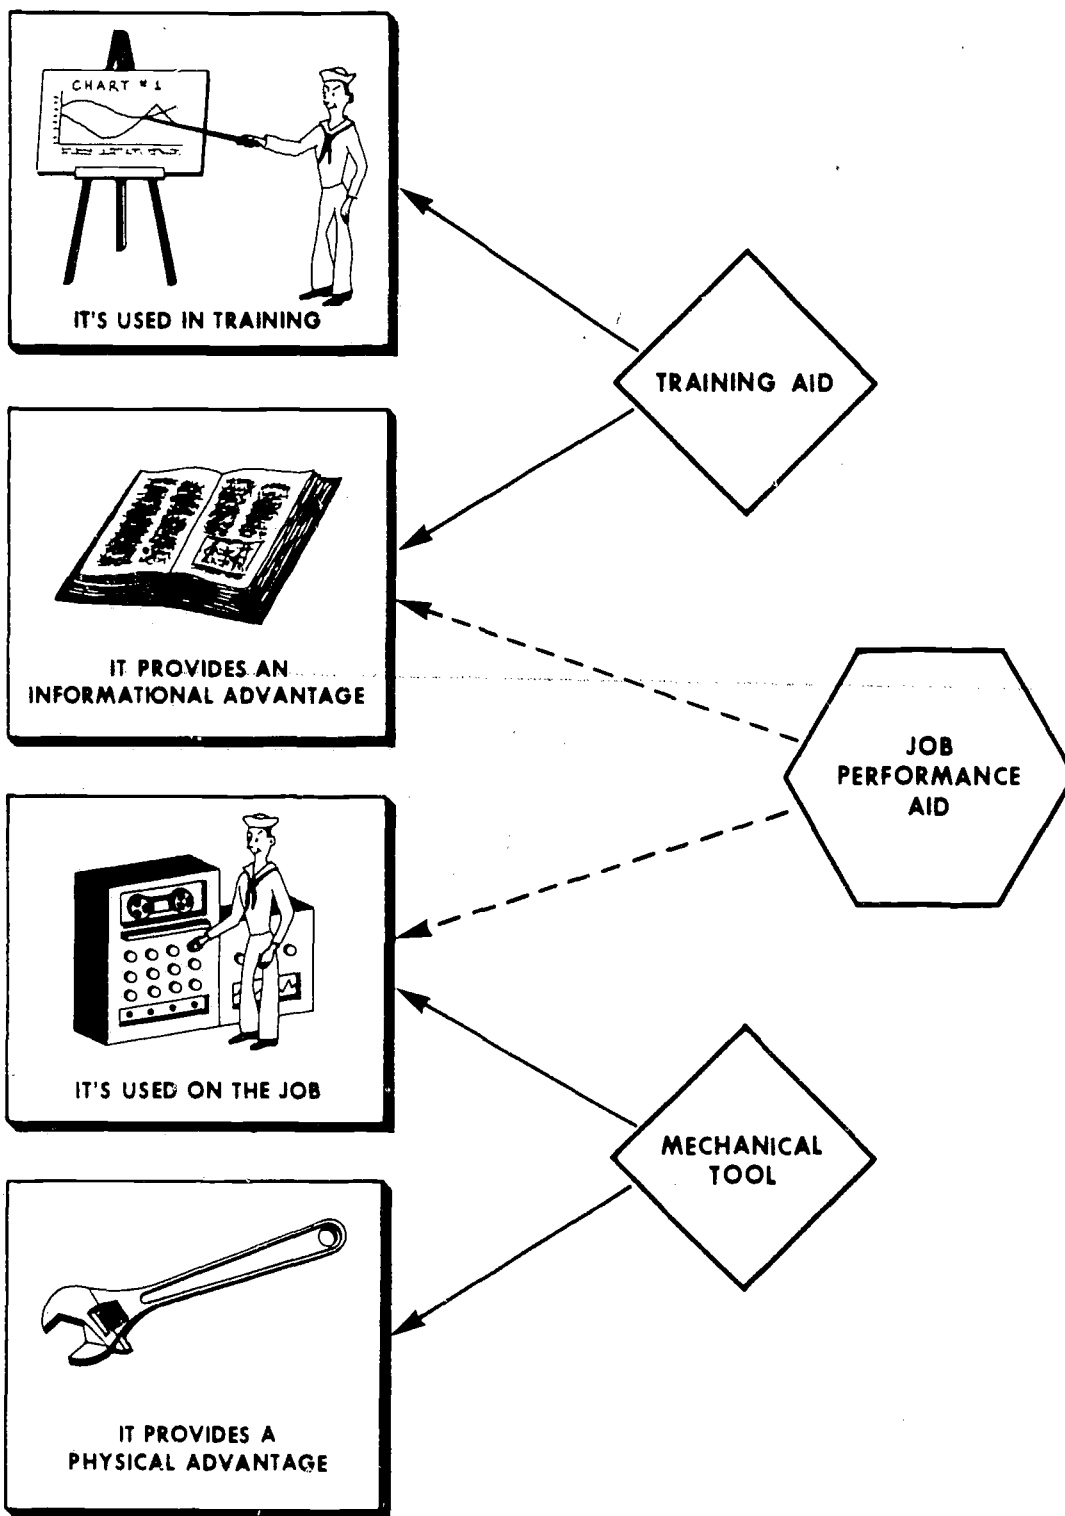 CHART #1
IT'S USED IN TRAINING
TRAINING AID
IT PROVIDES AN
INFORMATIONAL ADVANTAGE
JOB
PERFORMANCE
AID
IT'S USED ON THE JOB
MECHANICAL
TOOL
IT PROVIDES A
PHYSICAL ADVANTAGE